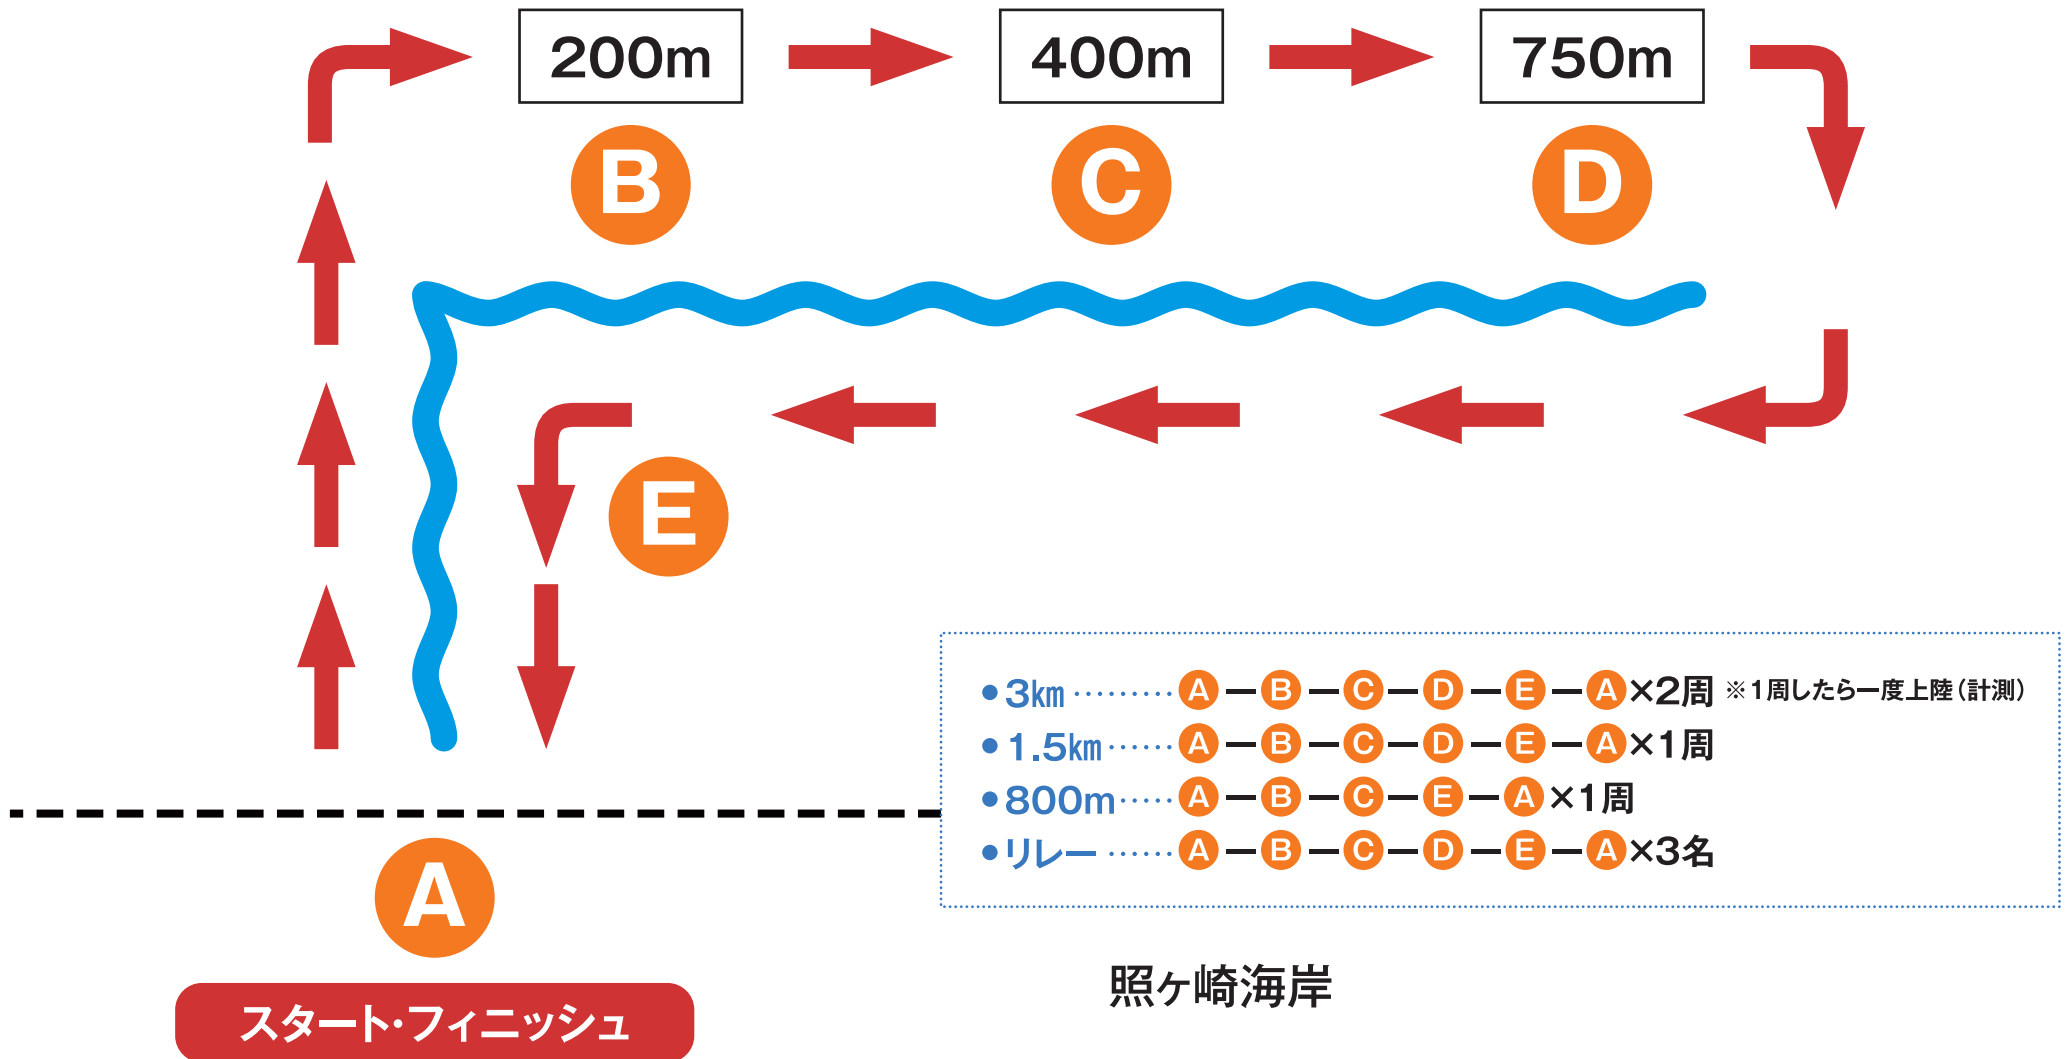 200m 400m 750m
B C D
E
●3km ········· A—B—C—D—E—A×2周 ※1周したら一度上陸(計測)
●1.5km ······ A—B—C—D—E—A×1周
●800m ······ A—B—C—E—A×1周
●リレー ······ A—B—C—D—E—A×3名
A
照ヶ崎海岸
スタート・フィニッシュ